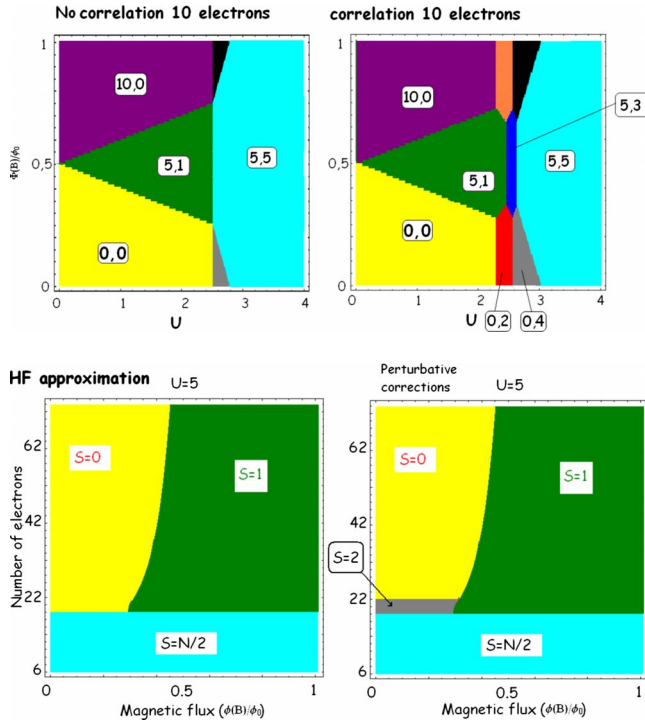 No correlation 10 electrons
correlation 10 electrons
1
10,0
5,1
5,5
0,0
0,5
Φ(B)/ϕ₀
0
0 1 2 3 4
U
1
10,0
5,3
5,1
5,5
0,0
0,5
0
0 1 2 3 4
U
0,2
0,4
HF approximation
U=5
62
42
22
6
Number of electrons
S=0
S=1
S=N/2
0 0.5 1
Magnetic flux (ϕ(B)/ϕ₀)
Perturbative
corrections
U=5
62
42
22
6
S=0
S=1
S=2
S=N/2
0 0.5 1
Magnetic flux (ϕ(B)/ϕ₀)